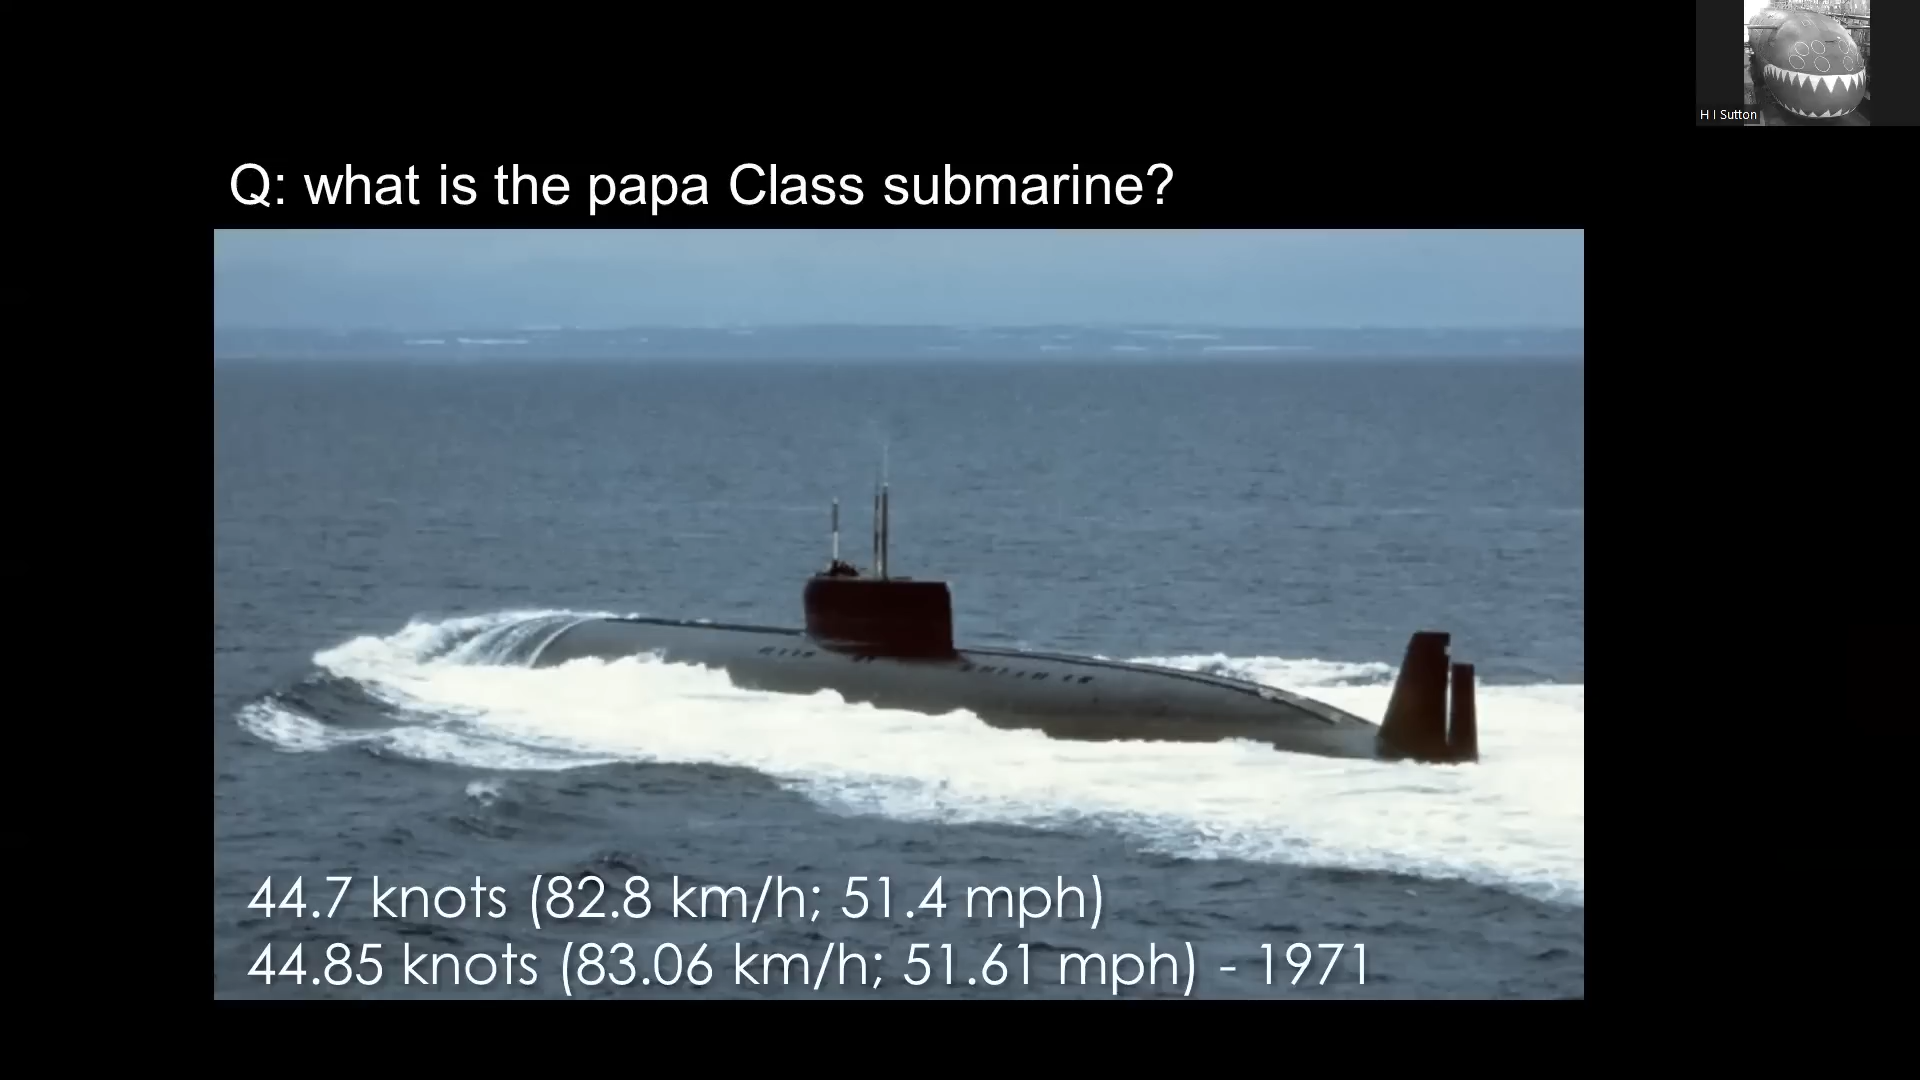 H I Sutton
Q: what is the papa Class submarine?
44.7 knots (82.8 km/h; 51.4 mph)
44.85 knots (83.06 km/h; 51.61 mph) - 1971